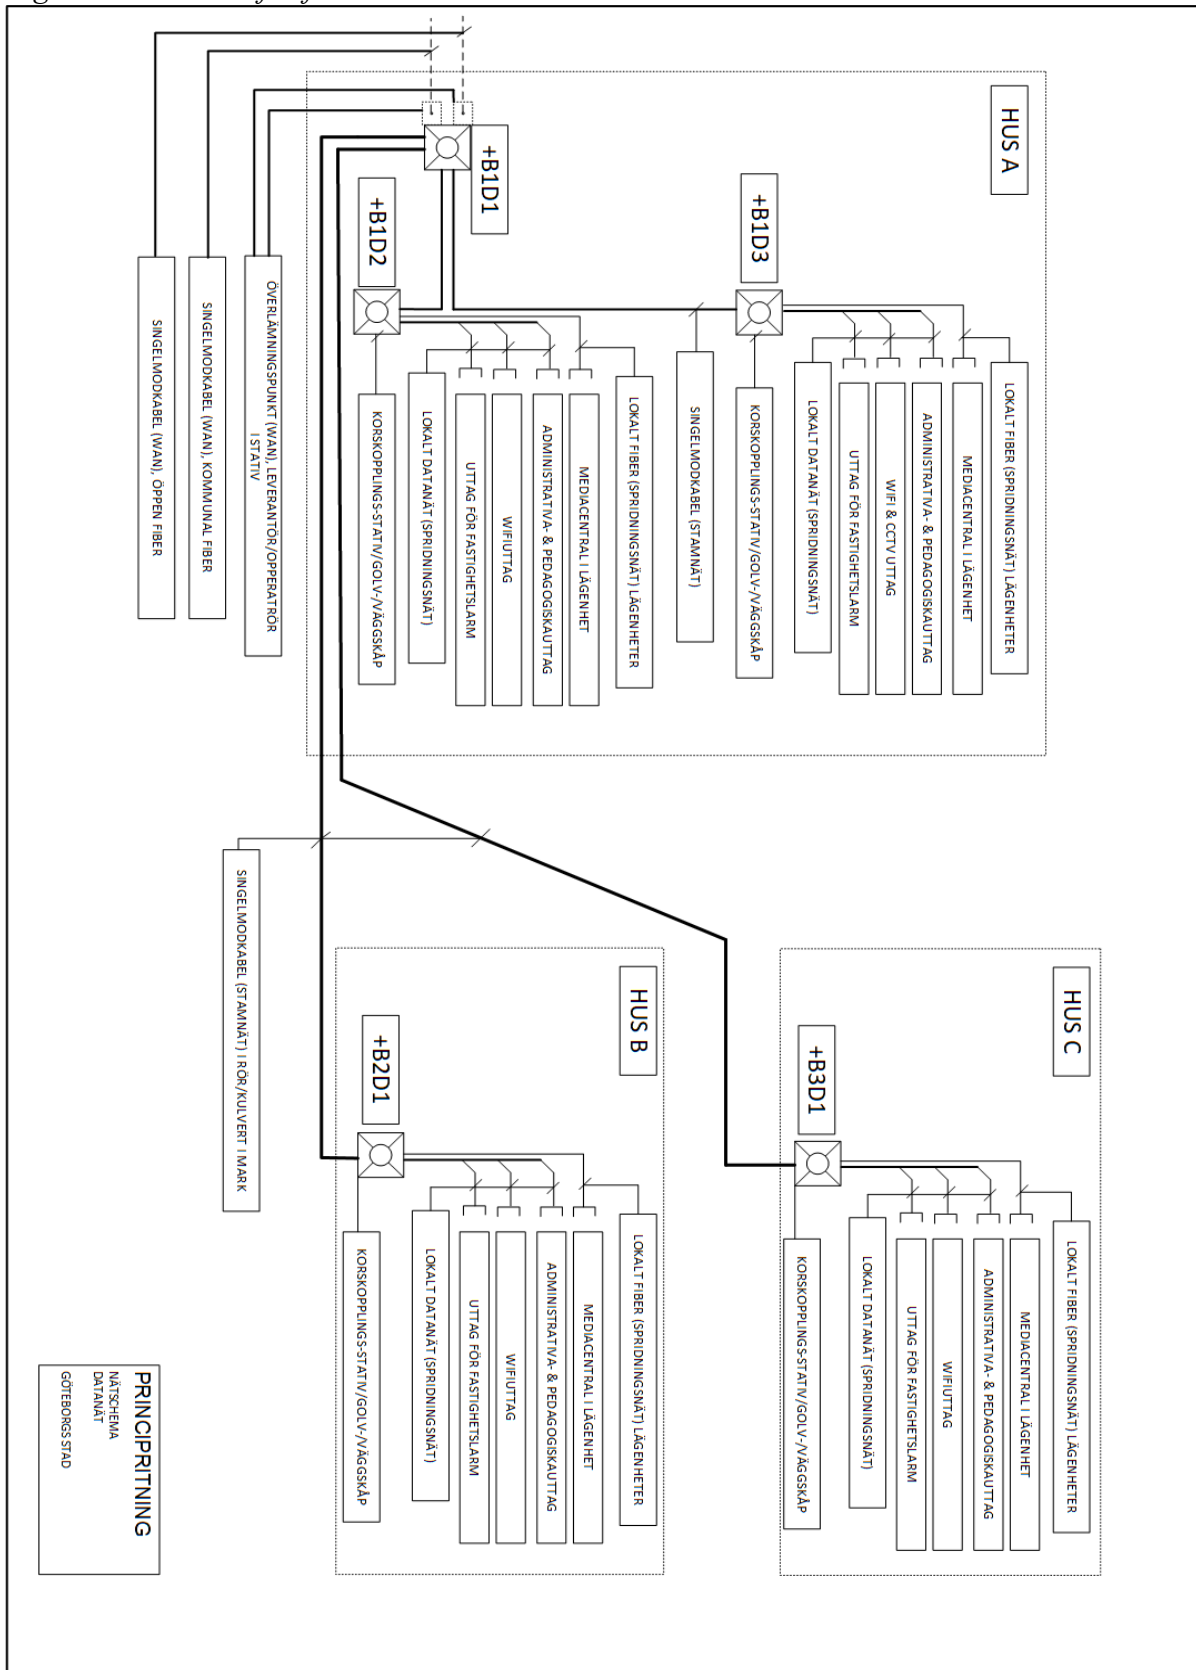 HUS A
+B1D1
+B1D2
+B1D3
SINGELMODKABEL (WAN), ÖPPEN FIBER
SINGELMODKABEL (WAN), KOMMUNAL FIBER
ÖVERLÄMNINGSPUNKT (WAN), LEVERANTÖR/OPPERATRÖR
I STATIV
KORSKOPPLINGS-STATIV/GOLV-/VÄGGSKÅP
LOKALT DATANÄT (SPRIDNINGSNÄT)
UTTAG FÖR FASTIGHETSLARM
WIFIUTTAG
ADMINISTRATIVA- & PEDAGOGISKAUTTAG
MEDIACENTRAL I LÄGENHET
LOKALT FIBER (SPRIDNINGSNÄT) LÄGENHETER
SINGELMODKABEL (STAMNÄT)
KORSKOPPLINGS-STATIV/GOLV-/VÄGGSKÅP
LOKALT DATANÄT (SPRIDNINGSNÄT)
UTTAG FÖR FASTIGHETSLARM
WIFI & CCTV UTTAG
ADMINISTRATIVA- & PEDAGOGISKAUTTAG
MEDIACENTRAL I LÄGENHET
LOKALT FIBER (SPRIDNINGSNÄT) LÄGENHETER
SINGELMODKABEL (STAMNÄT) I RÖR/KULVERT I MARK
HUS B
+B2D1
KORSKOPPLINGS-STATIV/GOLV-/VÄGGSKÅP
LOKALT DATANÄT (SPRIDNINGSNÄT)
UTTAG FÖR FASTIGHETSLARM
WIFIUTTAG
ADMINISTRATIVA- & PEDAGOGISKAUTTAG
MEDIACENTRAL I LÄGENHET
LOKALT FIBER (SPRIDNINGSNÄT) LÄGENHETER
HUS C
+B3D1
KORSKOPPLINGS-STATIV/GOLV-/VÄGGSKÅP
LOKALT DATANÄT (SPRIDNINGSNÄT)
UTTAG FÖR FASTIGHETSLARM
WIFIUTTAG
ADMINISTRATIVA- & PEDAGOGISKAUTTAG
MEDIACENTRAL I LÄGENHET
LOKALT FIBER (SPRIDNINGSNÄT) LÄGENHETER
PRINCIPRITNING
NÄTSCHEMA
DATANÄT
GÖTEBORGS STAD